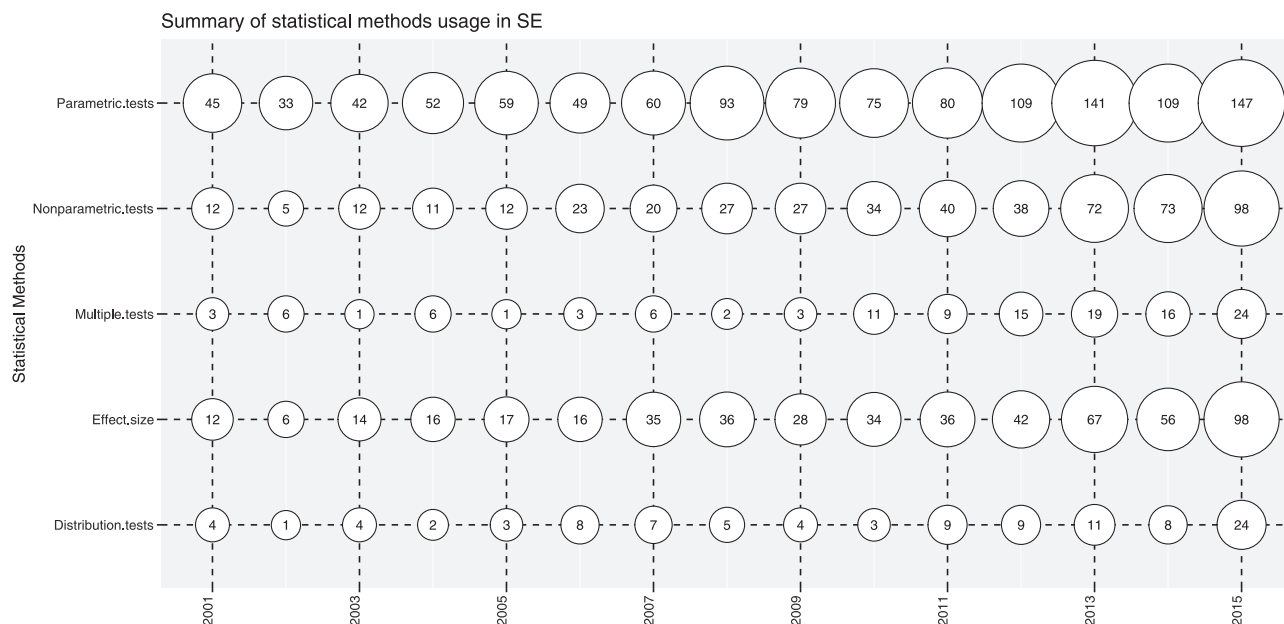 Summary of statistical methods usage in SE
Statistical Methods
Parametric.tests 45 33 42 52 59 49 60 93 79 75 80 109 141 109 147
Nonparametric.tests 12 5 12 11 12 23 20 27 27 34 40 38 72 73 98
Multiple.tests 3 6 1 6 1 3 6 2 3 11 9 15 19 16 24
Effect.size 12 6 14 16 17 16 35 36 28 34 36 42 67 56 98
Distribution.tests 4 1 4 2 3 8 7 5 4 3 9 9 11 8 24
2001 2003 2005 2007 2009 2011 2013 2015